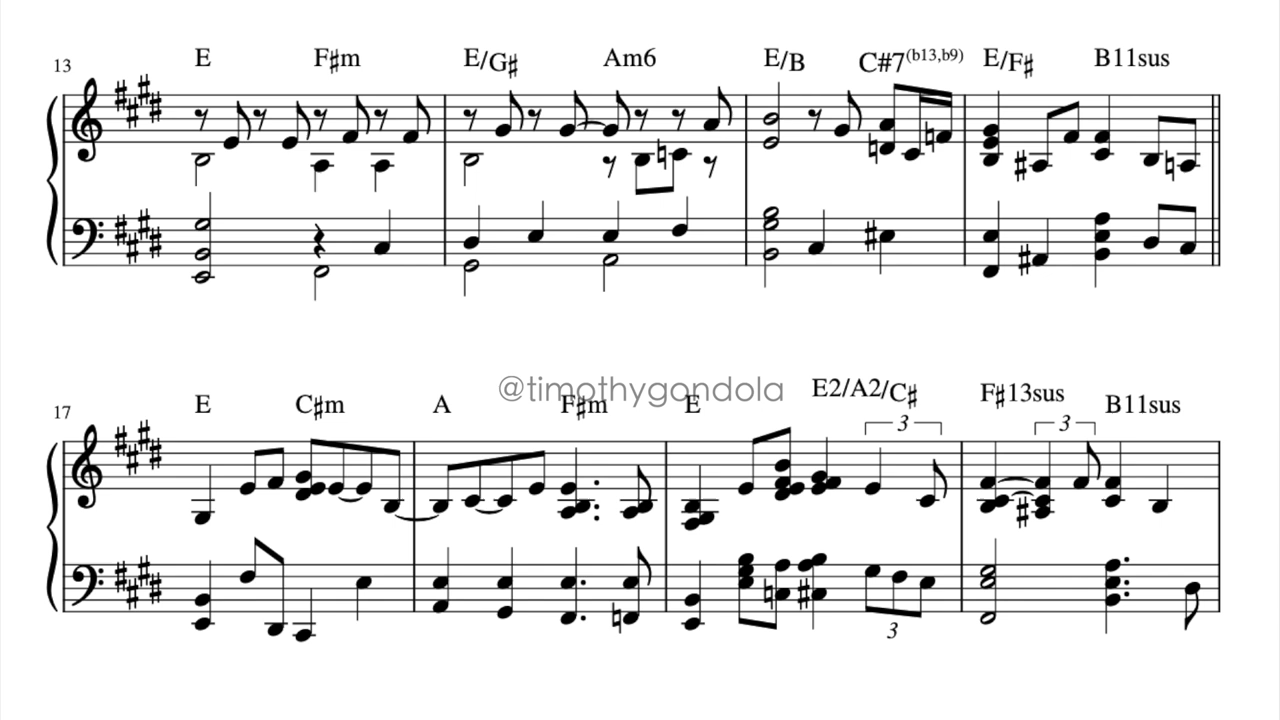 13 E F♯m E/G♯ Am6 E/B C#7(b13,b9) E/F♯ B11sus
@timothygondola
17 E C♯m A F♯m E E2/A2/C♯ F♯13sus B11sus
3 3
3